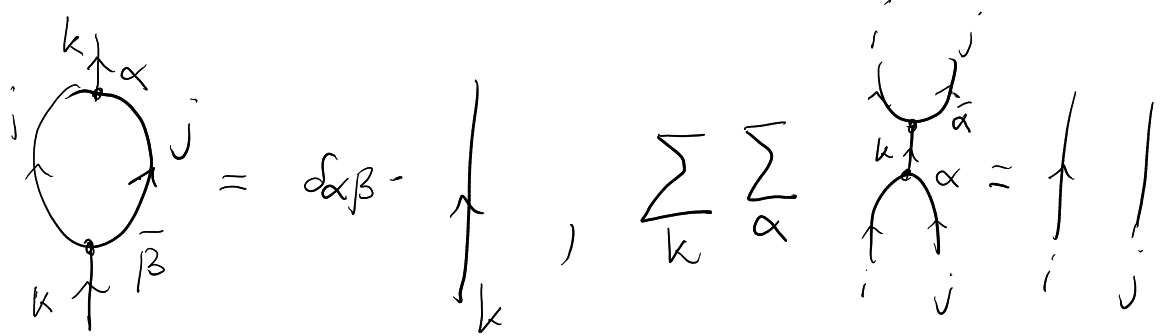 k α i j k β̄ = δαβ · k , ∑k ∑α i j ᾱ k α i j = i j